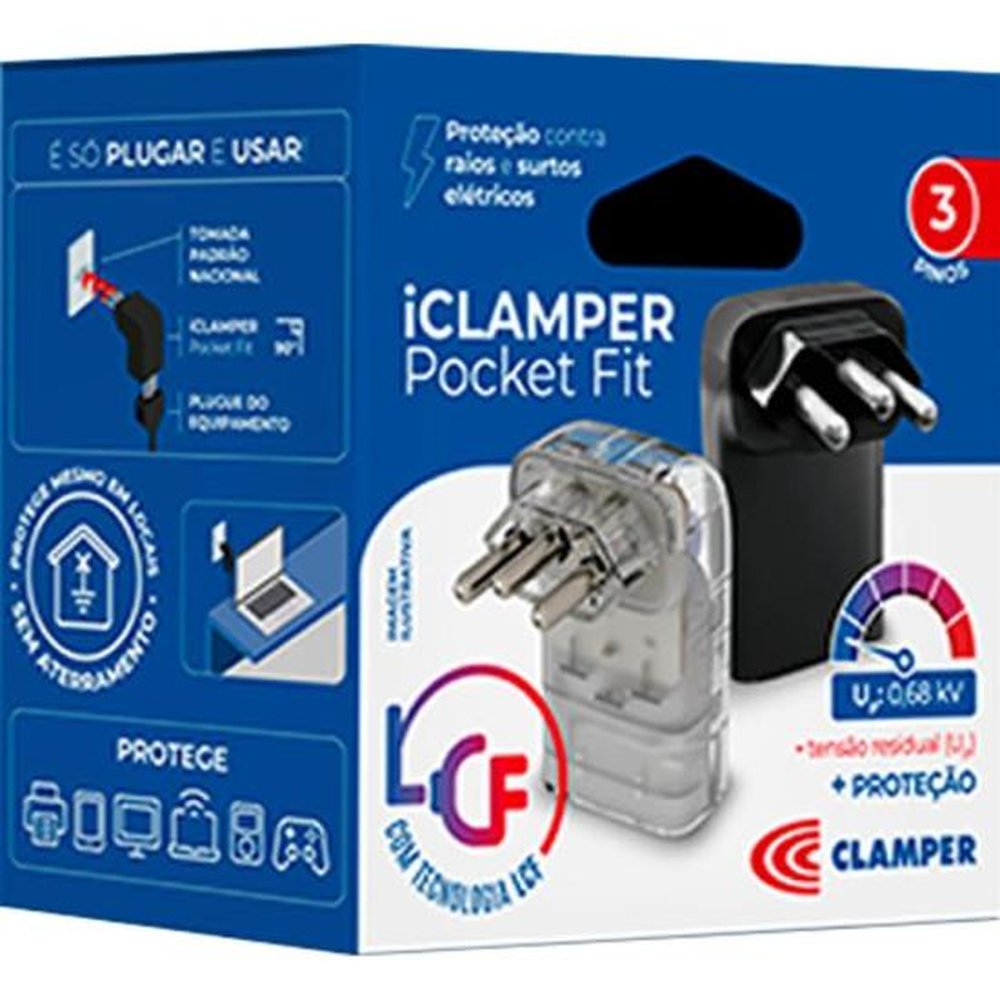 É SÓ PLUGAR E USAR
TOMADA
PADRÃO
NACIONAL
iCLAMPER
Pocket Fit
90°
PLUGUE DO
EQUIPAMENTO
PROTEGE MESMO EM LOCAIS
SEM ATERRAMENTO
PROTEGE
Proteção contra
raios e surtos
elétricos
3
PINOS
iCLAMPER
Pocket Fit
IMAGEM
ILUSTRATIVA
LCF
COM TECNOLOGIA LCF
Up: 0,68 kV
- tensão residual (Up)
+ PROTEÇÃO
CLAMPER